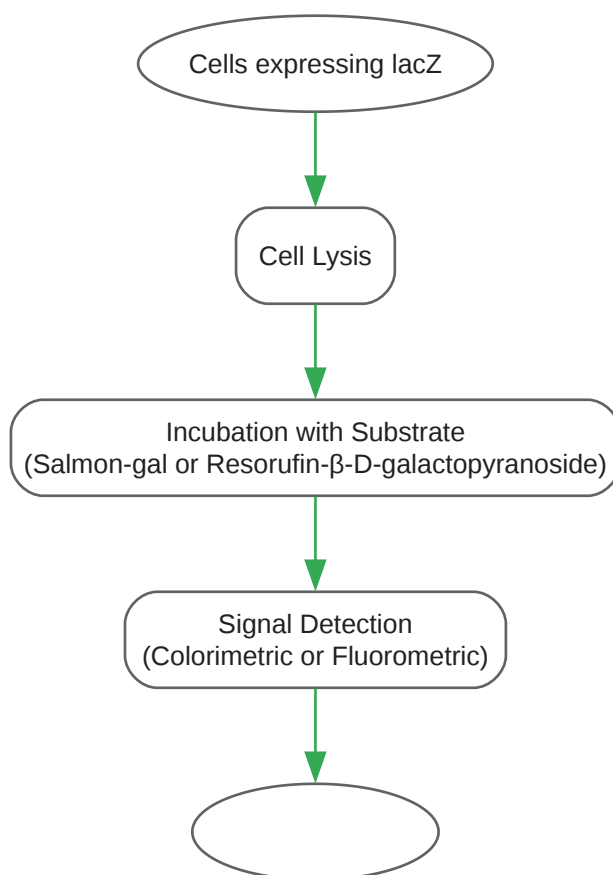 Cells expressing lacZ
Cell Lysis
Incubation with Substrate
(Salmon-gal or Resorufin-β-D-galactopyranoside)
Signal Detection
(Colorimetric or Fluorometric)